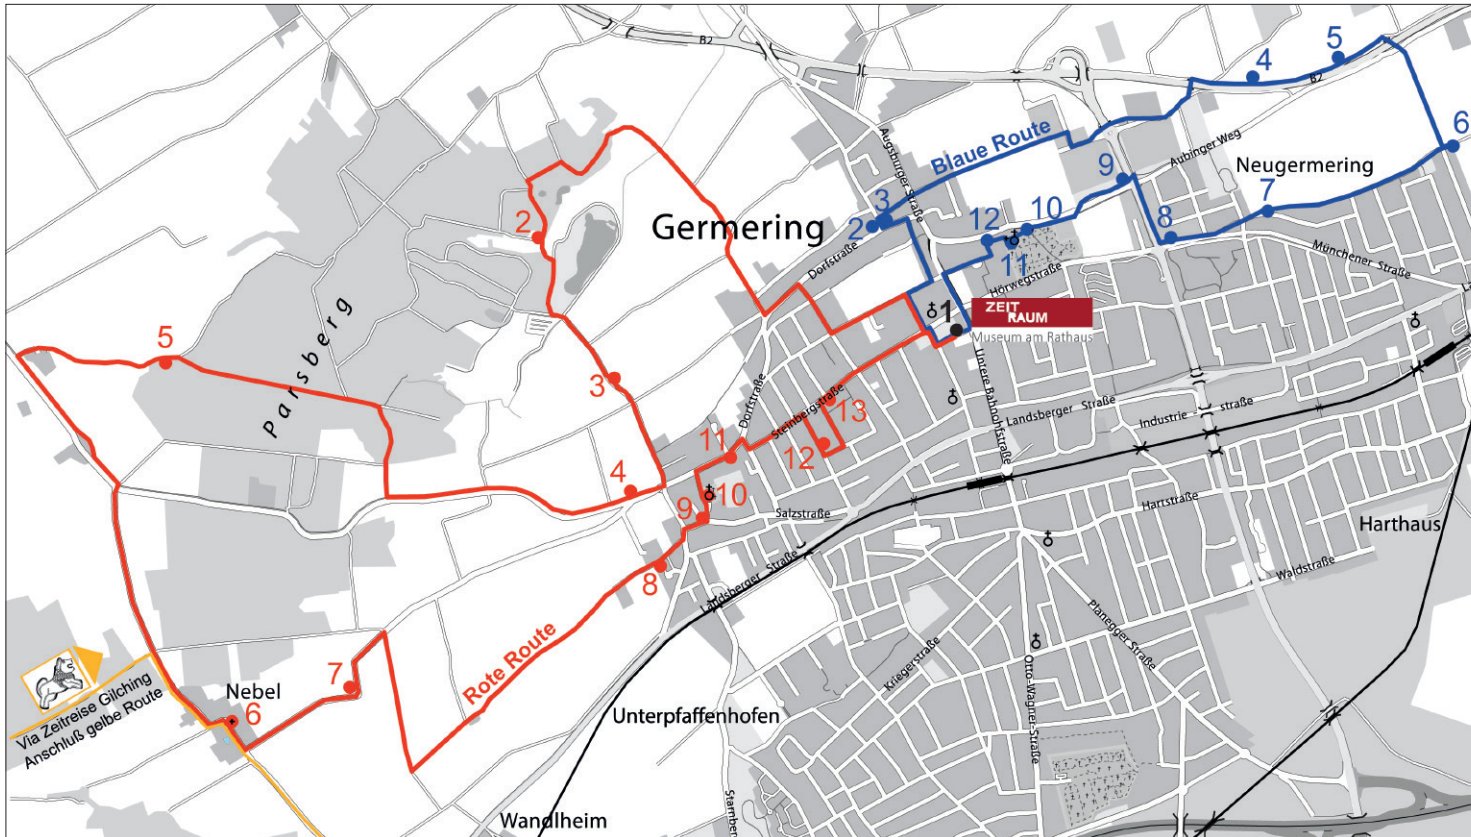 B2
4
5
B2
6
Augsburger Straße
Blaue Route
Aubinger Weg
Neugermering
9
7
8
3
2
12
10
11
Germering
Dorfstraße
Hörwegstraße
Münchener Straße
1
ZEIT
RAUM
Museum am Rathaus
2
Parsberg
5
3
Dorfstraße
Steinbergstraße
13
12
11
Untere Bahnhofstraße
Landsberger Straße
Industrie straße
4
10
9
Salzstraße
Hartstraße
Harthaus
8
Landsberger Straße
Waldstraße
Planegger Straße
Kriegerstraße
Otto-Wagner-Straße
Rote Route
7
Nebel
6
Via Zeitreise Gilching
Anschluß gelbe Route
Unterpfaffenhofen
Wandlheim
Starnber